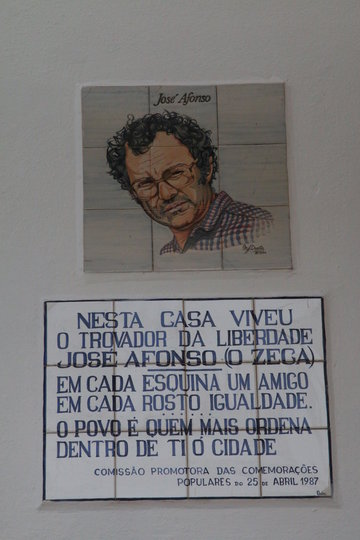 José Afonso
NESTA CASA VIVEU
O TROVADOR DA LIBERDADE
JOSÉ AFONSO (O ZECA)
EM CADA ESQUINA UM AMIGO
EM CADA ROSTO IGUALDADE.
.......
O POVO É QUEM MAIS ORDENA
DENTRO DE TI Ó CIDADE
COMISSÃO PROMOTORA DAS COMEMORAÇÕES
POPULARES DO 25 DE ABRIL 1987